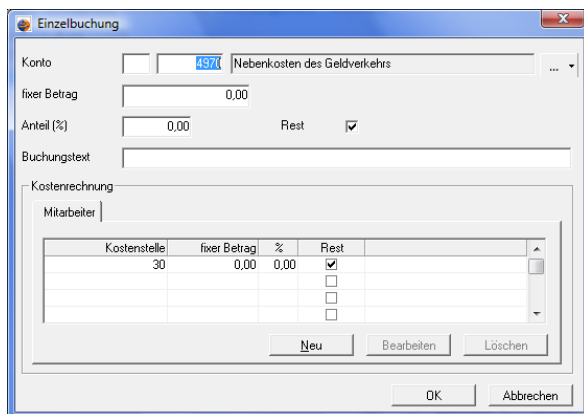 Einzelbuchung
Konto 4970 Nebenkosten des Geldverkehrs ...
fixer Betrag 0,00
Anteil (%) 0,00 Rest
Buchungstext
Kostenrechnung
Mitarbeiter
Kostenstelle fixer Betrag % Rest
30 0,00 0,00
Neu Bearbeiten Löschen
OK Abbrechen